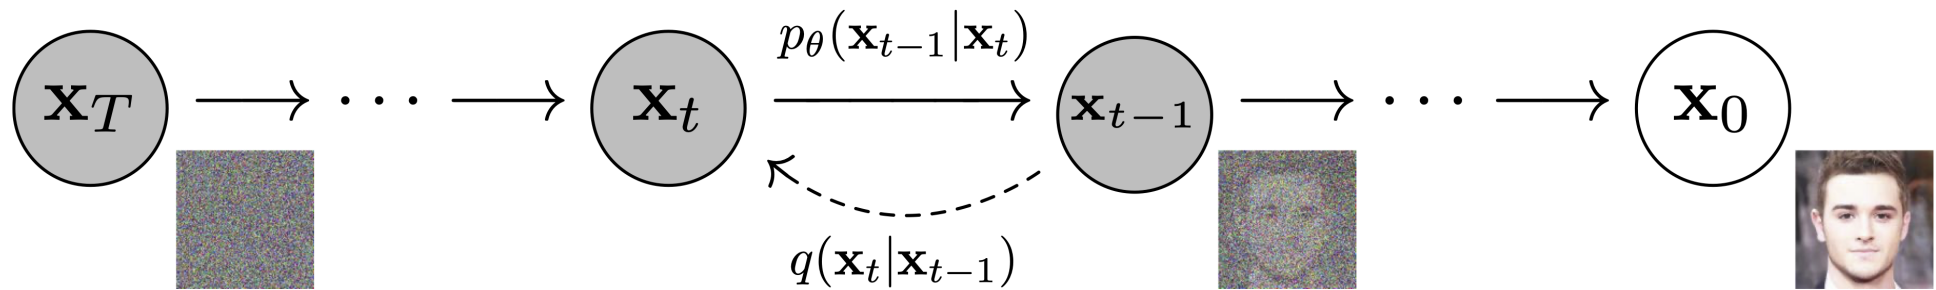 p_θ(x_{t−1}|x_t)
x_T ⟶ · · · ⟶ x_t ⟶ x_{t−1} ⟶ · · · ⟶ x_0
q(x_t|x_{t−1})